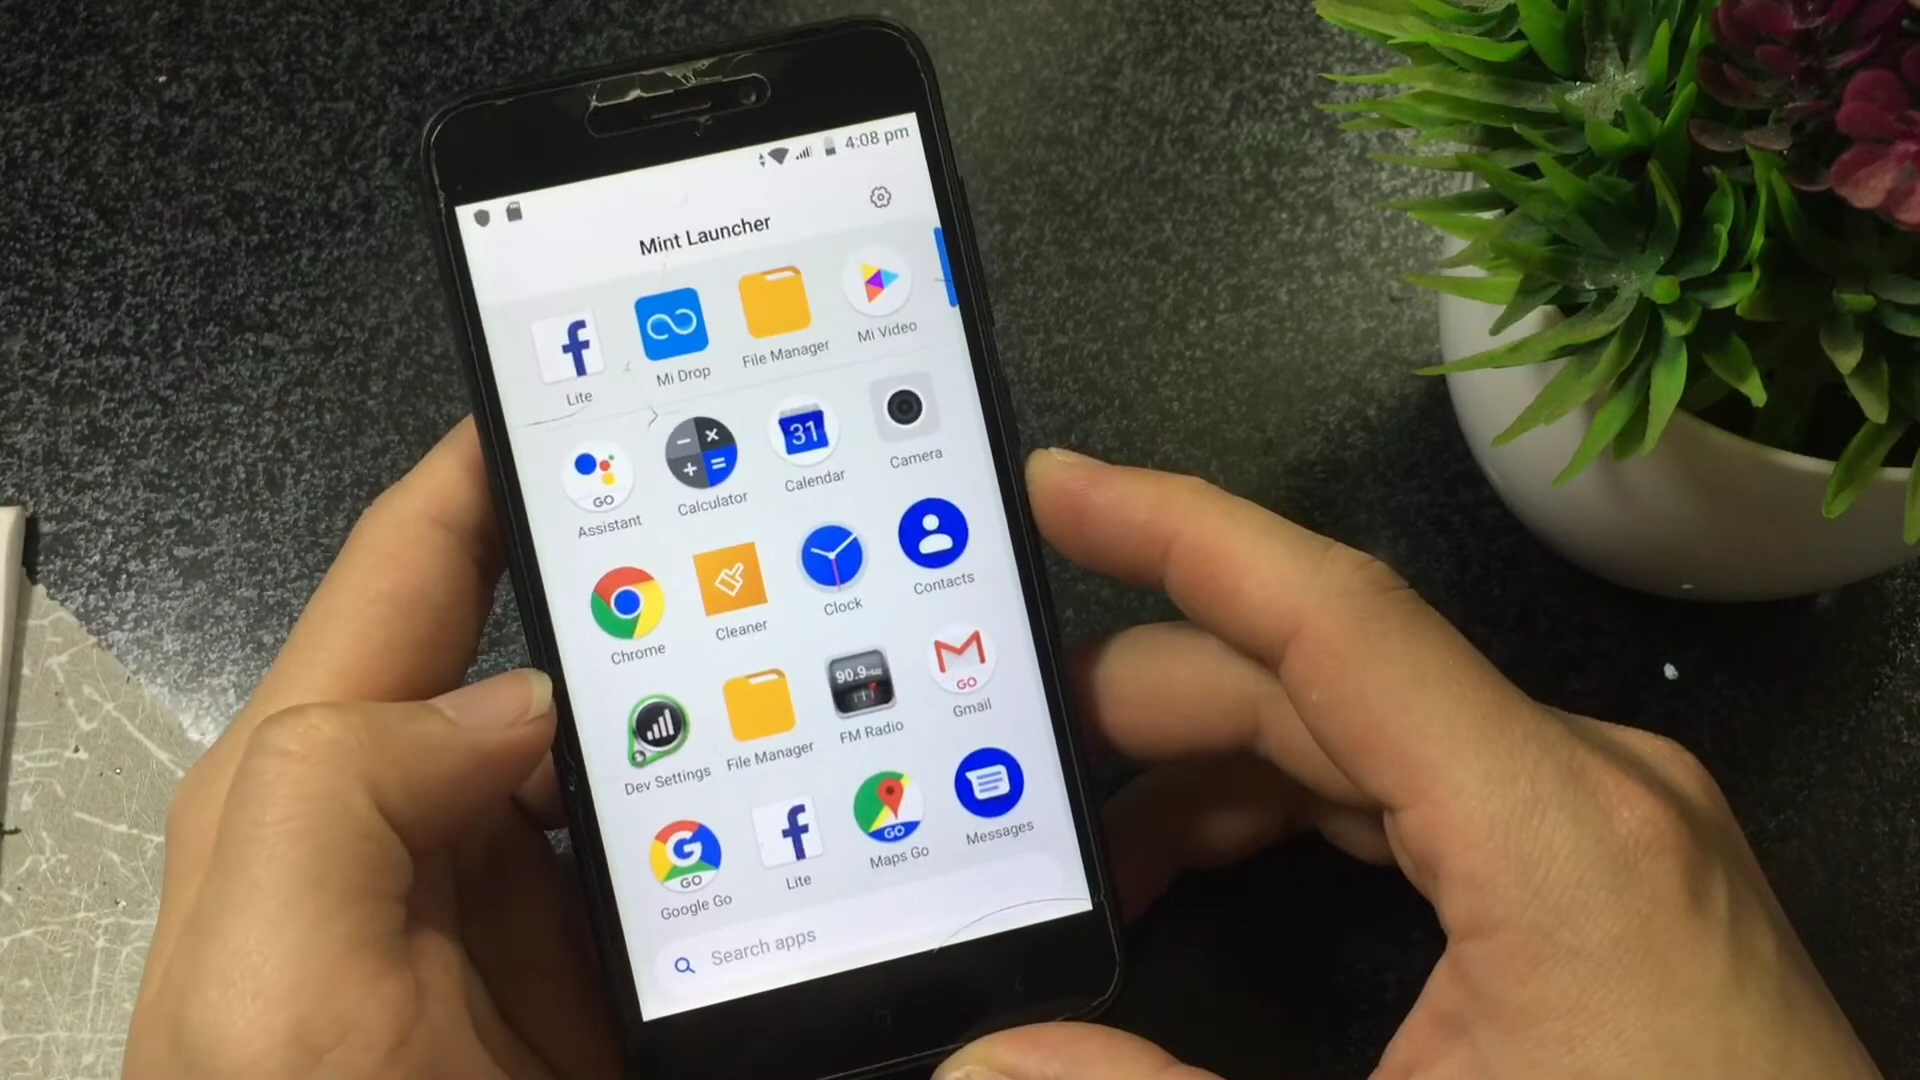 4:08 pm
Mint Launcher
Lite
Mi Drop
File Manager
Mi Video
GO
31
Assistant
Calculator
Calendar
Camera
Chrome
Cleaner
Clock
Contacts
90.9
GO
Dev Settings
File Manager
FM Radio
Gmail
GO
GO
Google Go
Lite
Maps Go
Messages
Search apps